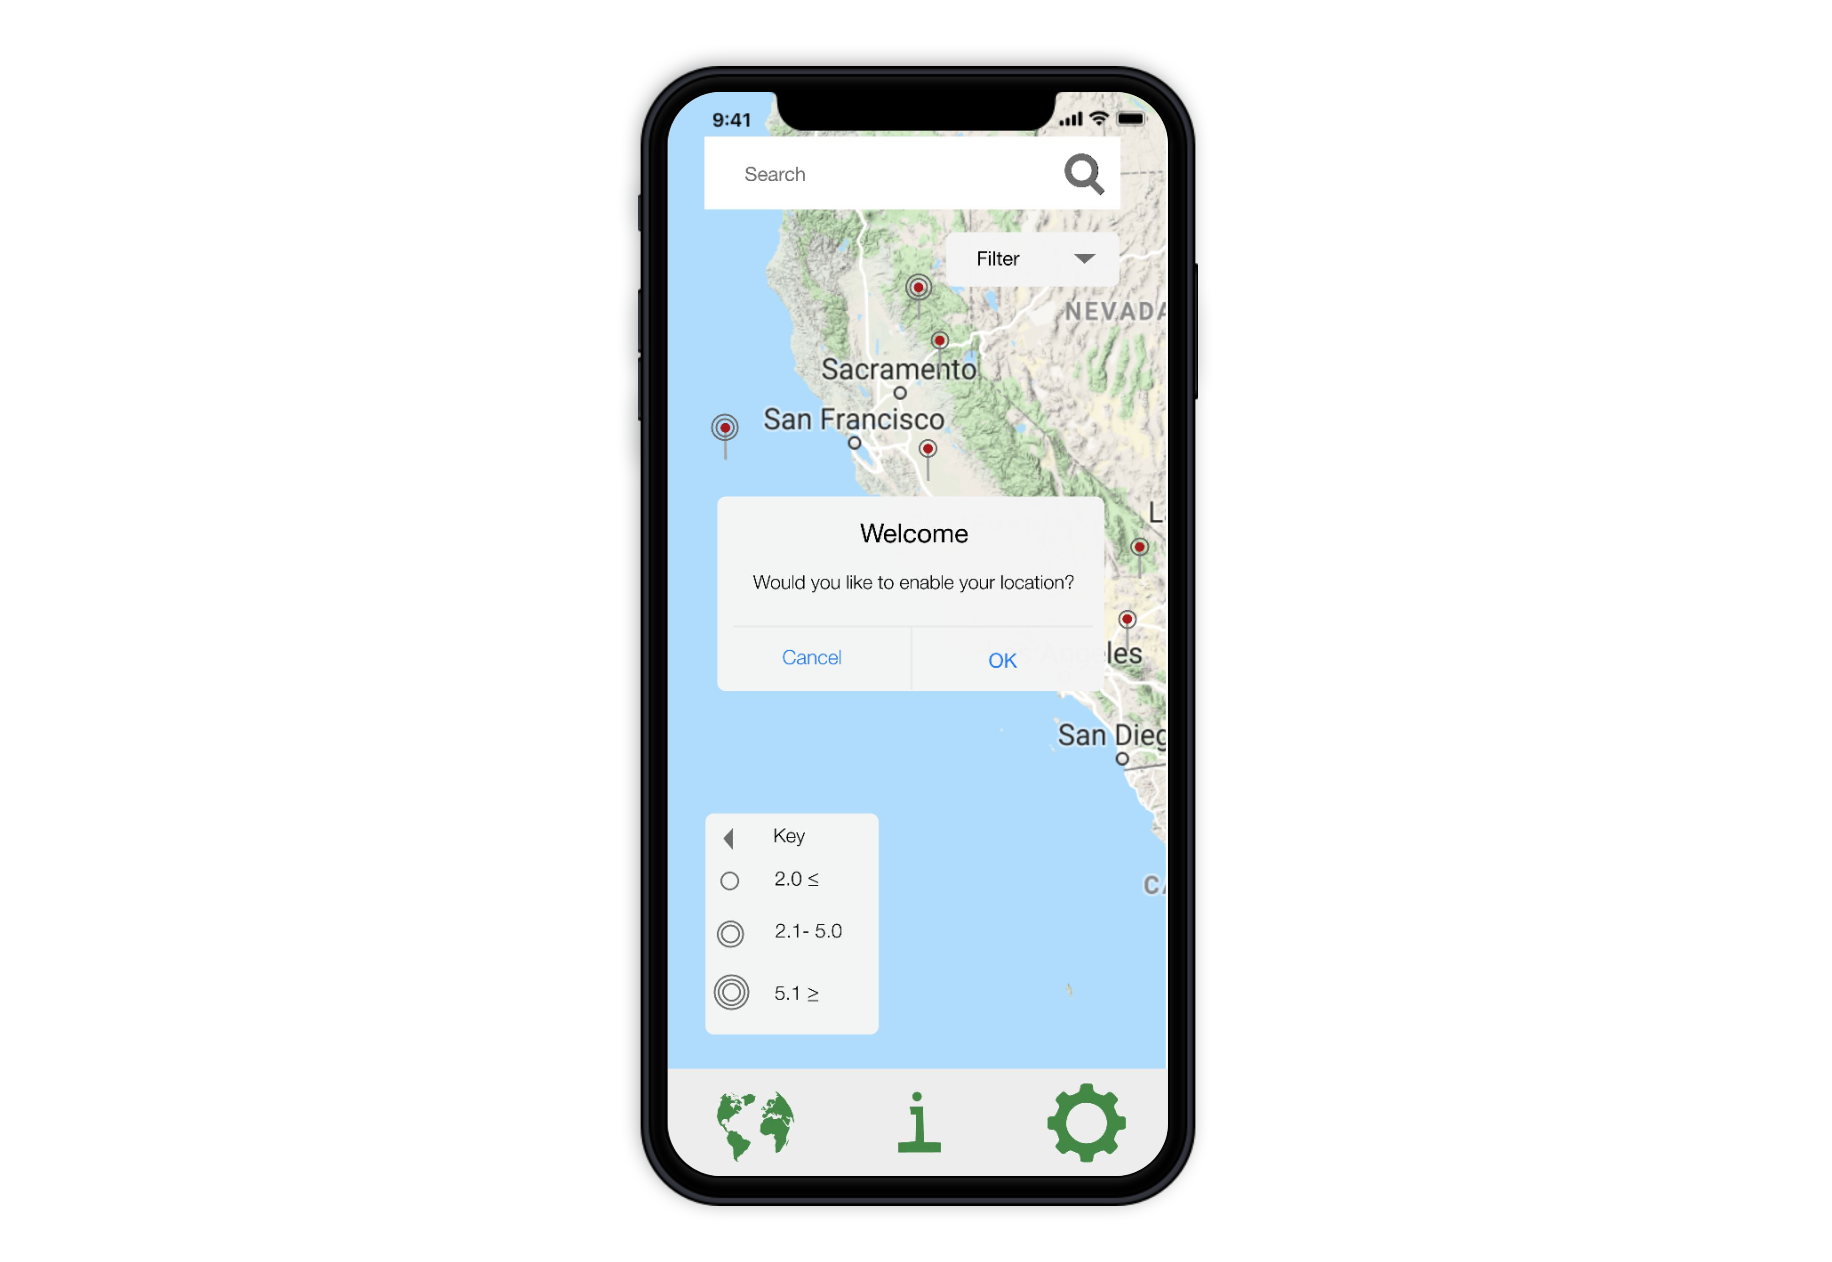 9:41
Search
Filter
NEVADA
Sacramento
San Francisco
Welcome
Would you like to enable your location?
Cancel
OK
les
San Dieg
Key
2.0 ≤
2.1- 5.0
5.1 ≥